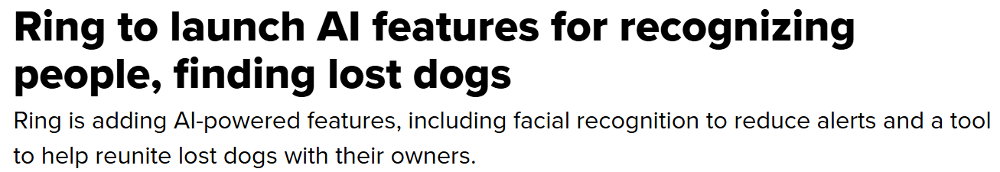 Ring to launch AI features for recognizing
people, finding lost dogs
Ring is adding AI-powered features, including facial recognition to reduce alerts and a tool
to help reunite lost dogs with their owners.